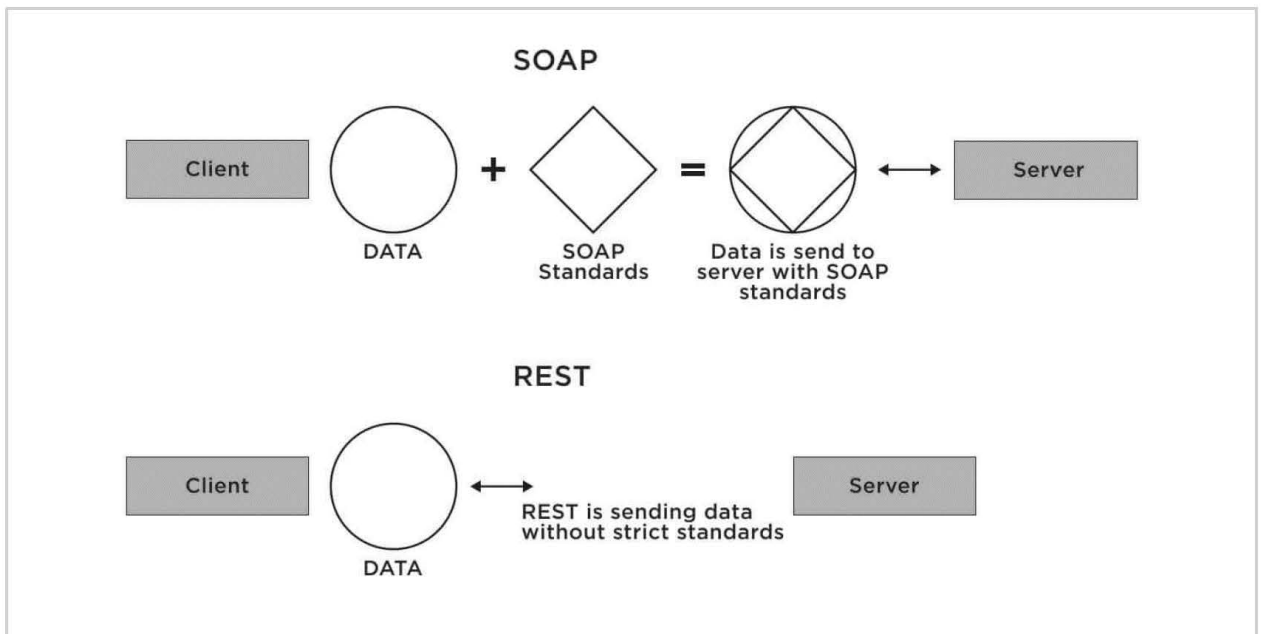 SOAP
Client
+
=
Server
DATA
SOAP
Standards
Data is send to
server with SOAP
standards
REST
Client
Server
REST is sending data
without strict standards
DATA